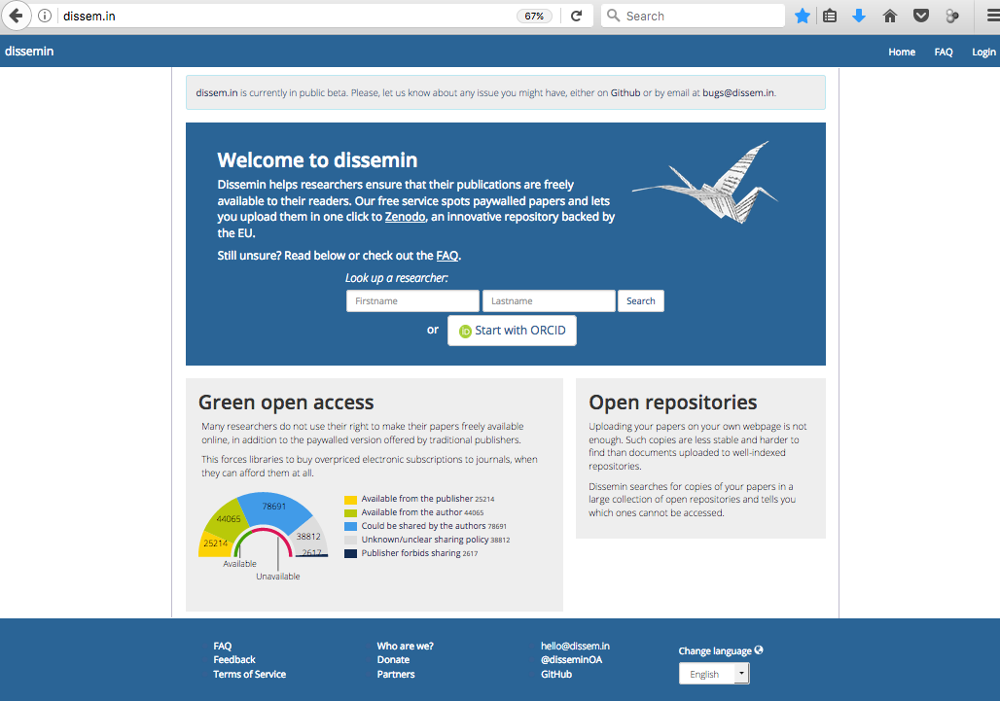 dissem.in
67%
Search
dissemin
Home FAQ Login
dissem.in is currently in public beta. Please, let us know about any issue you might have, either on Github or by email at bugs@dissem.in.
Welcome to dissemin
Dissemin helps researchers ensure that their publications are freely
available to their readers. Our free service spots paywalled papers and lets
you upload them in one click to Zenodo, an innovative repository backed by
the EU.
Still unsure? Read below or check out the FAQ.
Look up a researcher:
Firstname Lastname Search
or iD Start with ORCID
Green open access
Many researchers do not use their right to make their papers freely available
online, in addition to the paywalled version offered by traditional publishers.
This forces libraries to buy overpriced electronic subscriptions to journals, when
they can afford them at all.
78691
44065
38812
25214
2617
Available
Unavailable
Available from the publisher 25214
Available from the author 44065
Could be shared by the authors 78691
Unknown/unclear sharing policy 38812
Publisher forbids sharing 2617
Open repositories
Uploading your papers on your own webpage is not
enough. Such copies are less stable and harder to
find than documents uploaded to well-indexed
repositories.
Dissemin searches for copies of your papers in a
large collection of open repositories and tells you
which ones cannot be accessed.
FAQ
Feedback
Terms of Service
Who are we?
Donate
Partners
hello@dissem.in
@disseminOA
GitHub
Change language
English